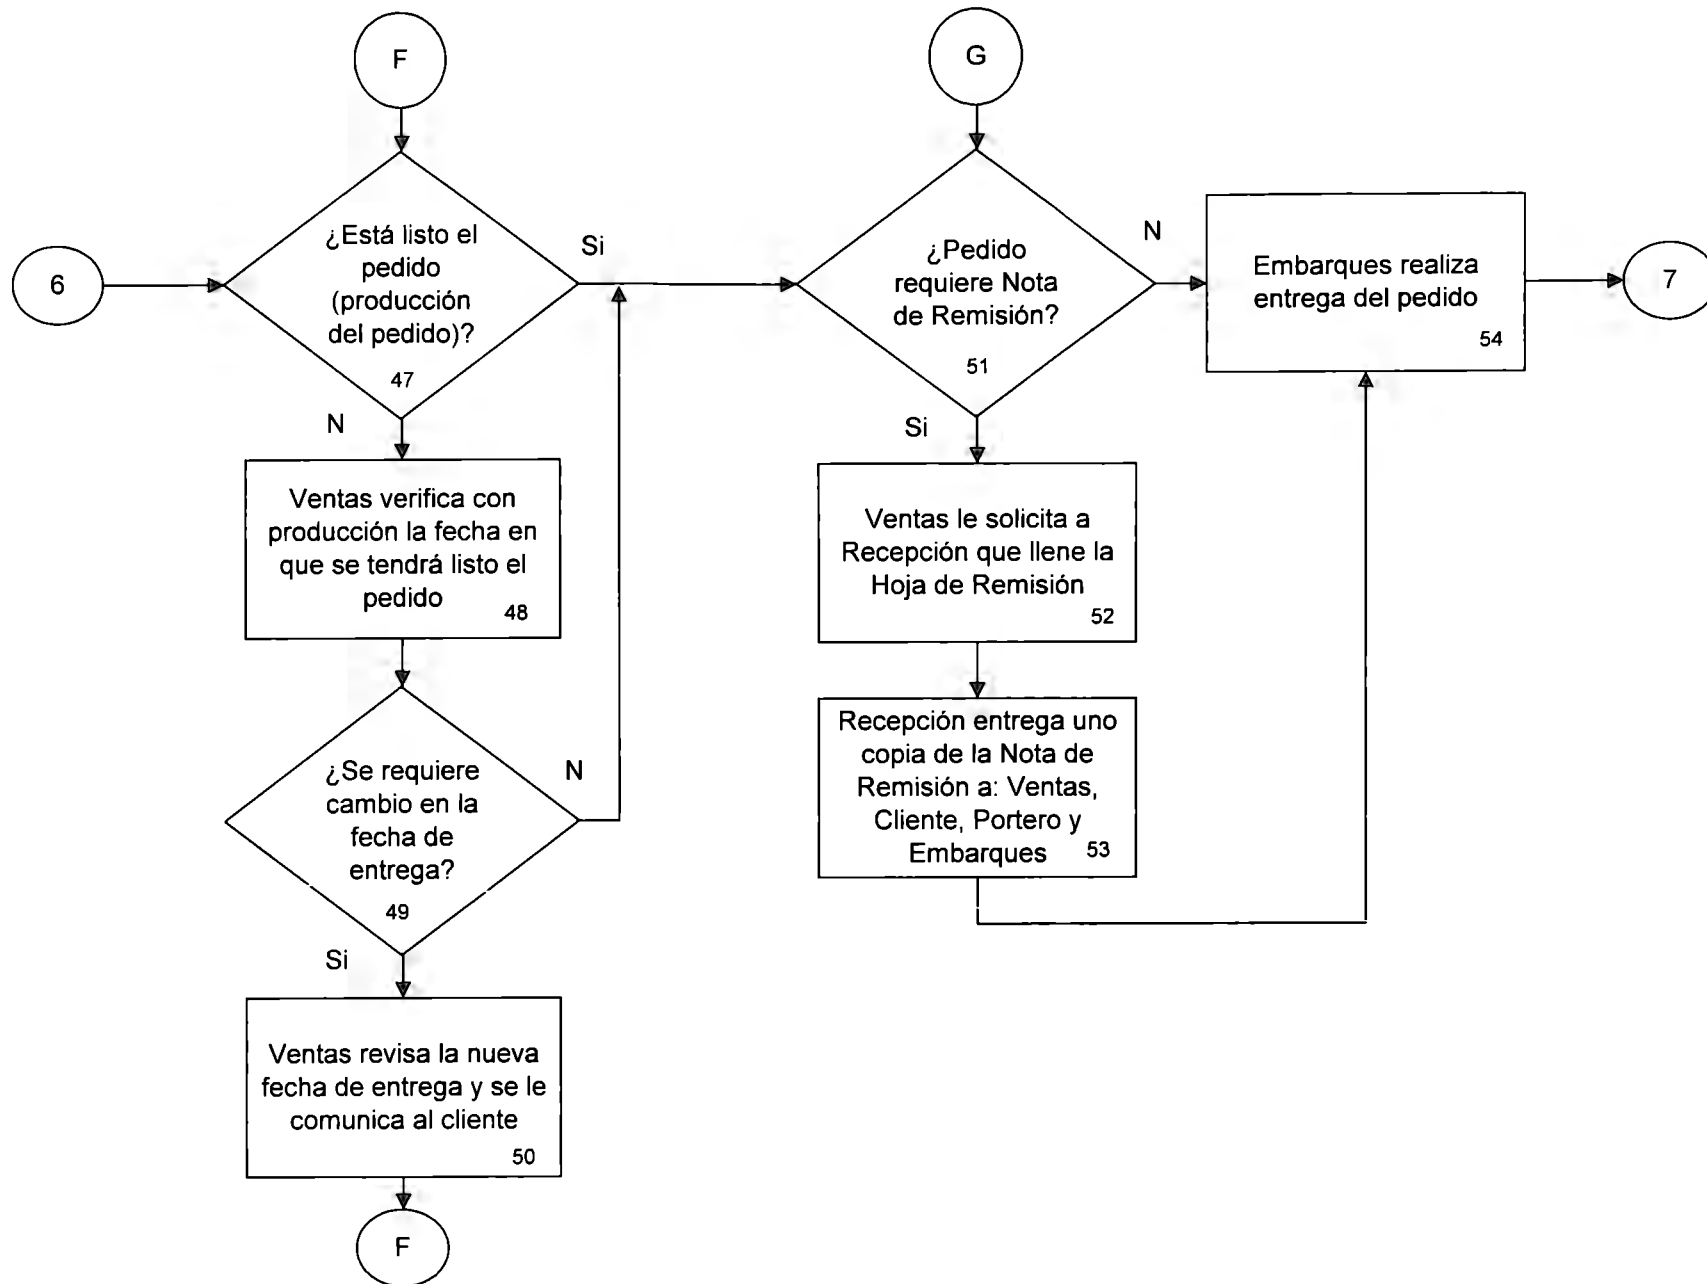 F
G
6
¿Está listo el
pedido
(producción
del pedido)?
47
Si
N
¿Pedido
requiere Nota
de Remisión?
51
N
Si
Embarques realiza
entrega del pedido
54
7
Ventas verifica con
producción la fecha en
que se tendrá listo el
pedido
48
Ventas le solicita a
Recepción que llene la
Hoja de Remisión
52
¿Se requiere
cambio en la
fecha de
entrega?
49
N
Si
Recepción entrega uno
copia de la Nota de
Remisión a: Ventas,
Cliente, Portero y
Embarques
53
Ventas revisa la nueva
fecha de entrega y se le
comunica al cliente
50
F